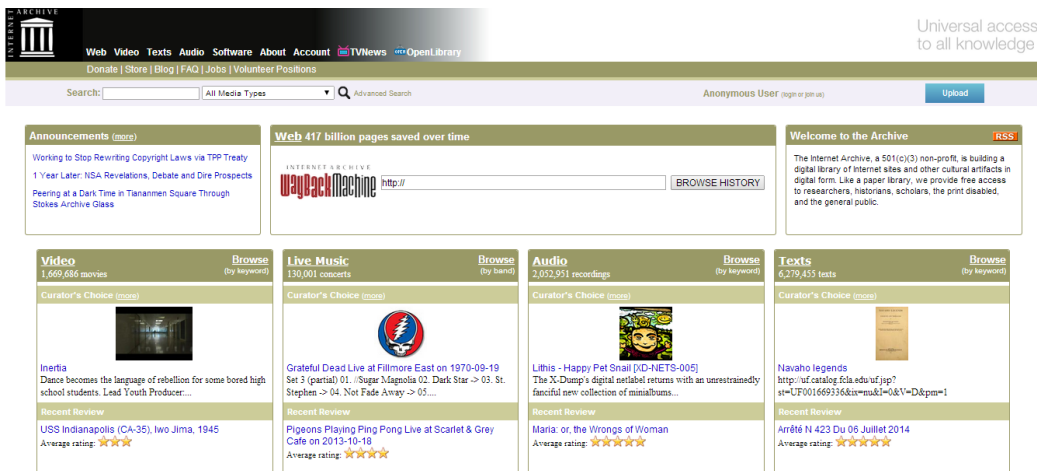 INTERNET ARCHIVE
Universal access
to all knowledge
Web Video Texts Audio Software About Account TVNews OPEN OpenLibrary
Donate | Store | Blog | FAQ | Jobs | Volunteer Positions
Search: All Media Types Advanced Search Anonymous User (login or join us) Upload
Announcements (more)
Working to Stop Rewriting Copyright Laws via TPP Treaty
1 Year Later: NSA Revelations, Debate and Dire Prospects
Peering at a Dark Time in Tiananmen Square Through
Stokes Archive Glass
Web 417 billion pages saved over time
INTERNET ARCHIVE
WayBackMachine http:// BROWSE HISTORY
Welcome to the Archive RSS
The Internet Archive, a 501(c)(3) non-profit, is building a
digital library of Internet sites and other cultural artifacts in
digital form. Like a paper library, we provide free access
to researchers, historians, scholars, the print disabled,
and the general public.
Video Browse
1,669,686 movies (by keyword)
Curator's Choice (more)
Inertia
Dance becomes the language of rebellion for some bored high
school students. Lead Youth Producer:...
Recent Review
USS Indianapolis (CA-35), Iwo Jima, 1945
Average rating:
Live Music Browse
130,001 concerts (by band)
Curator's Choice (more)
Grateful Dead Live at Fillmore East on 1970-09-19
Set 3 (partial) 01. //Sugar Magnolia 02. Dark Star -> 03. St.
Stephen -> 04. Not Fade Away -> 05....
Recent Review
Pigeons Playing Ping Pong Live at Scarlet & Grey
Cafe on 2013-10-18
Average rating:
Audio Browse
2,052,951 recordings (by keyword)
Curator's Choice (more)
Lithis - Happy Pet Snail [XD-NETS-005]
The X-Dump's digital netlabel returns with an unrestrainedly
fanciful new collection of minialbums...
Recent Review
Maria: or, the Wrongs of Woman
Average rating:
Texts Browse
6,279,455 texts (by keyword)
Curator's Choice (more)
Navaho legends
http://uf.catalog.fcla.edu/uf.jsp?
st=UF001669336&ix=nu&I=0&V=D&pm=1
Recent Review
Arrêté N 423 Du 06 Juillet 2014
Average rating: